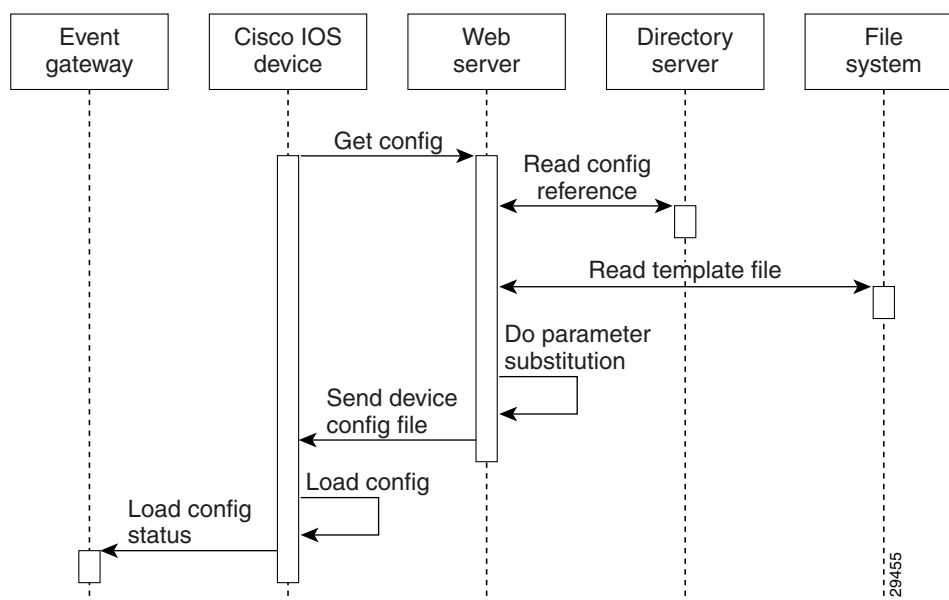 Event
gateway
Cisco IOS
device
Web
server
Directory
server
File
system
Get config
Read config
reference
Read template file
Do parameter
substitution
Send device
config file
Load config
Load config
status
29455